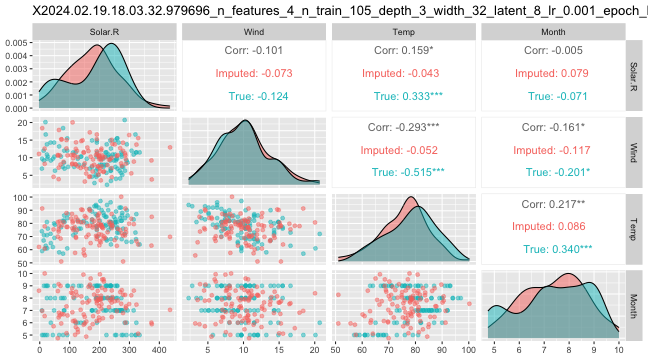 X2024.02.19.18.03.32.979696_n_features_4_n_train_105_depth_3_width_32_latent_8_lr_0.001_epoch_
Solar.R Wind Temp Month
0.005 0.004 0.003 0.002 0.001 0.000
Corr: -0.101 Corr: 0.159* Corr: -0.005
Imputed: -0.073 Imputed: -0.043 Imputed: 0.079
True: -0.124 True: 0.333*** True: -0.071
Solar.R
20 15 10 5
Corr: -0.293*** Corr: -0.161*
Imputed: -0.052 Imputed: -0.117
True: -0.515*** True: -0.201*
Wind
100 90 80 70 60 50
Corr: 0.217**
Imputed: 0.086
True: 0.340***
Temp
10 9 8 7 6 5
Month
0 100 200 300 400 5 10 15 20 50 60 70 80 90 100 5 6 7 8 9 10